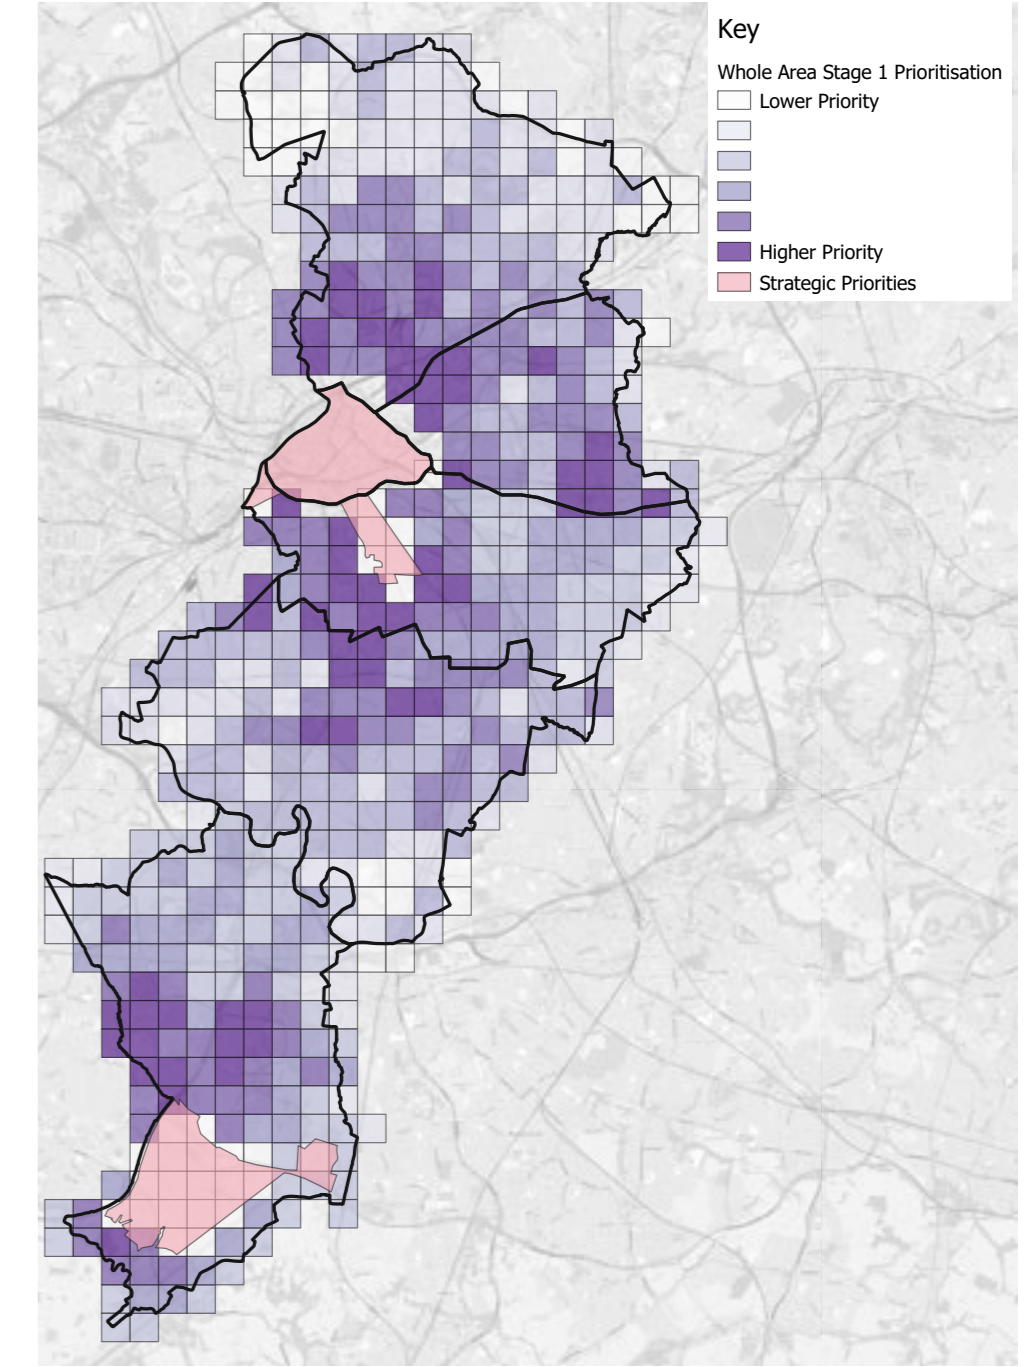 Key
Whole Area Stage 1 Prioritisation
Lower Priority
Higher Priority
Strategic Priorities